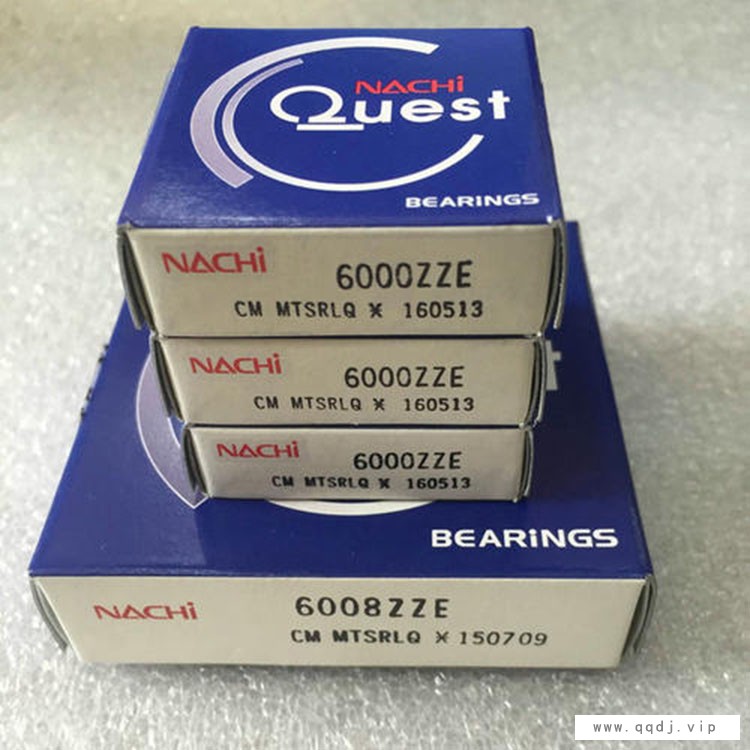 NACHi
Quest
BEARiNGS
NACHi
6000ZZE
CM MTSRLQ X 160513
NACHi
6000ZZE
CM MTSRLQ X 160513
NACHi
6000ZZE
CM MTSRLQ X 160513
BEARiNGS
NACHi
6008ZZE
CM MTSRLQ X 150709
www.qqdj.vip